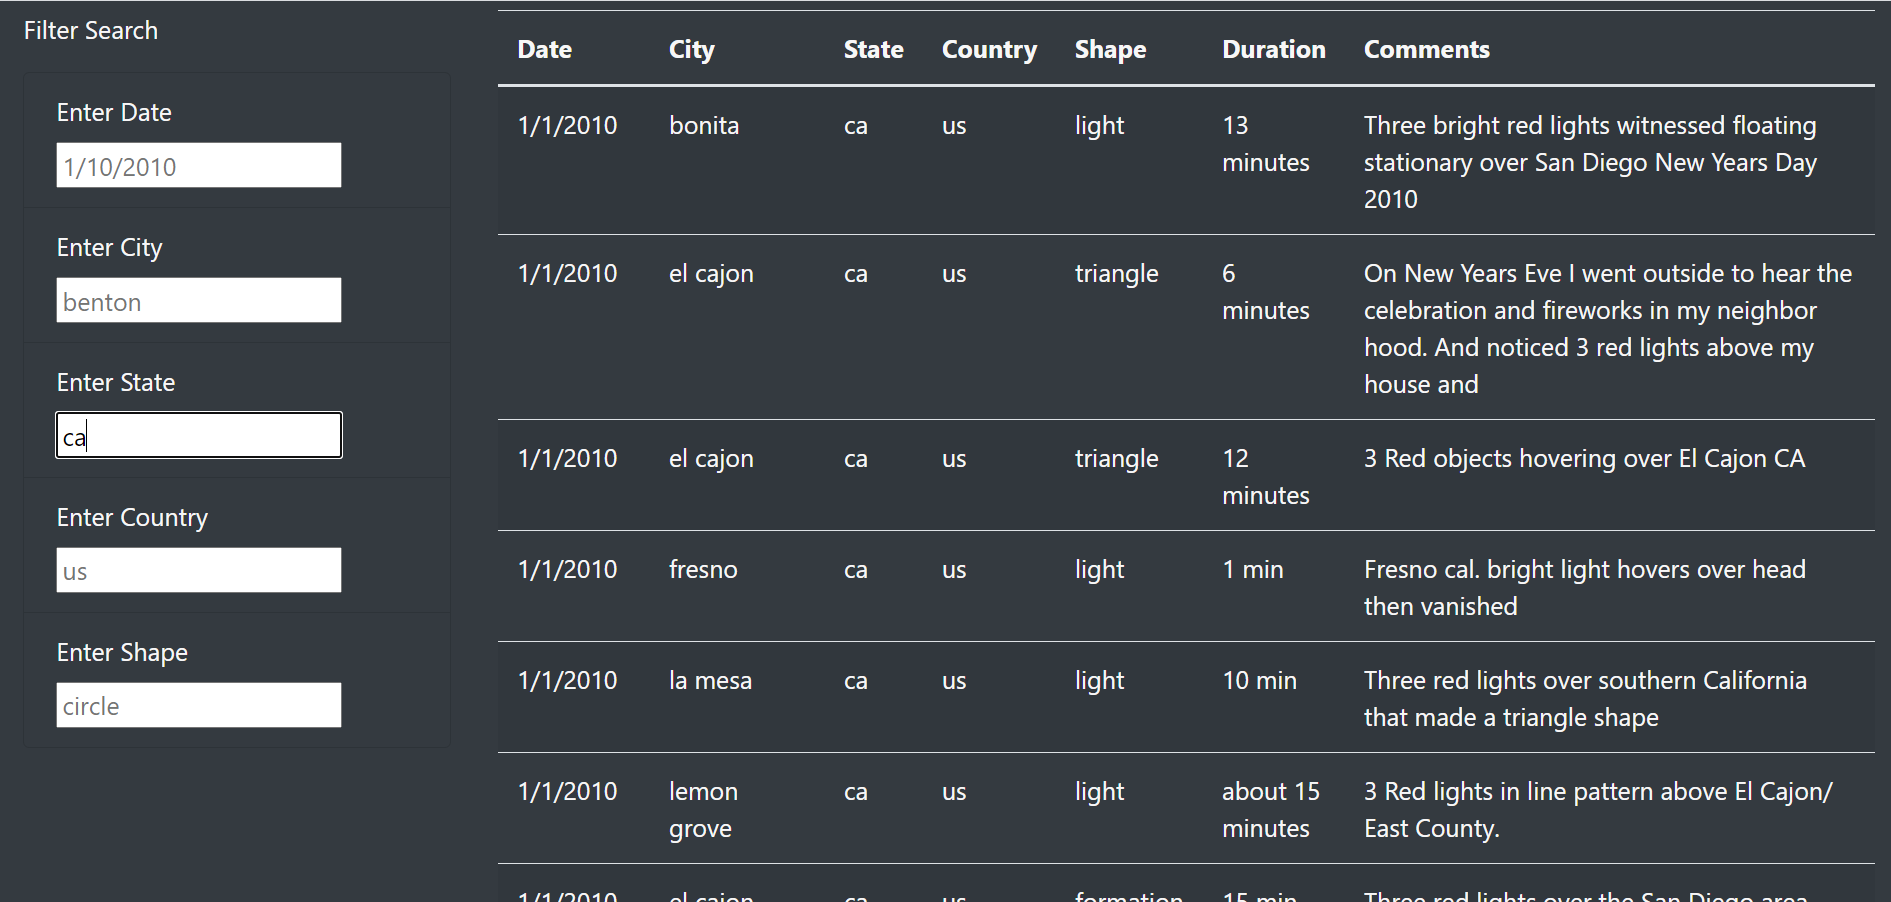 Filter Search
Enter Date
1/10/2010
Enter City
benton
Enter State
ca
Enter Country
us
Enter Shape
circle
Date City State Country Shape Duration Comments
1/1/2010 bonita ca us light 13 Three bright red lights witnessed floating
minutes stationary over San Diego New Years Day
2010
1/1/2010 el cajon ca us triangle 6 On New Years Eve I went outside to hear the
minutes celebration and fireworks in my neighbor
hood. And noticed 3 red lights above my
house and
1/1/2010 el cajon ca us triangle 12 3 Red objects hovering over El Cajon CA
minutes
1/1/2010 fresno ca us light 1 min Fresno cal. bright light hovers over head
then vanished
1/1/2010 la mesa ca us light 10 min Three red lights over southern California
that made a triangle shape
1/1/2010 lemon ca us light about 15 3 Red lights in line pattern above El Cajon/
grove minutes East County.
1/1/2010 el cajon ca us formation 15 min Three red lights over the San Diego area